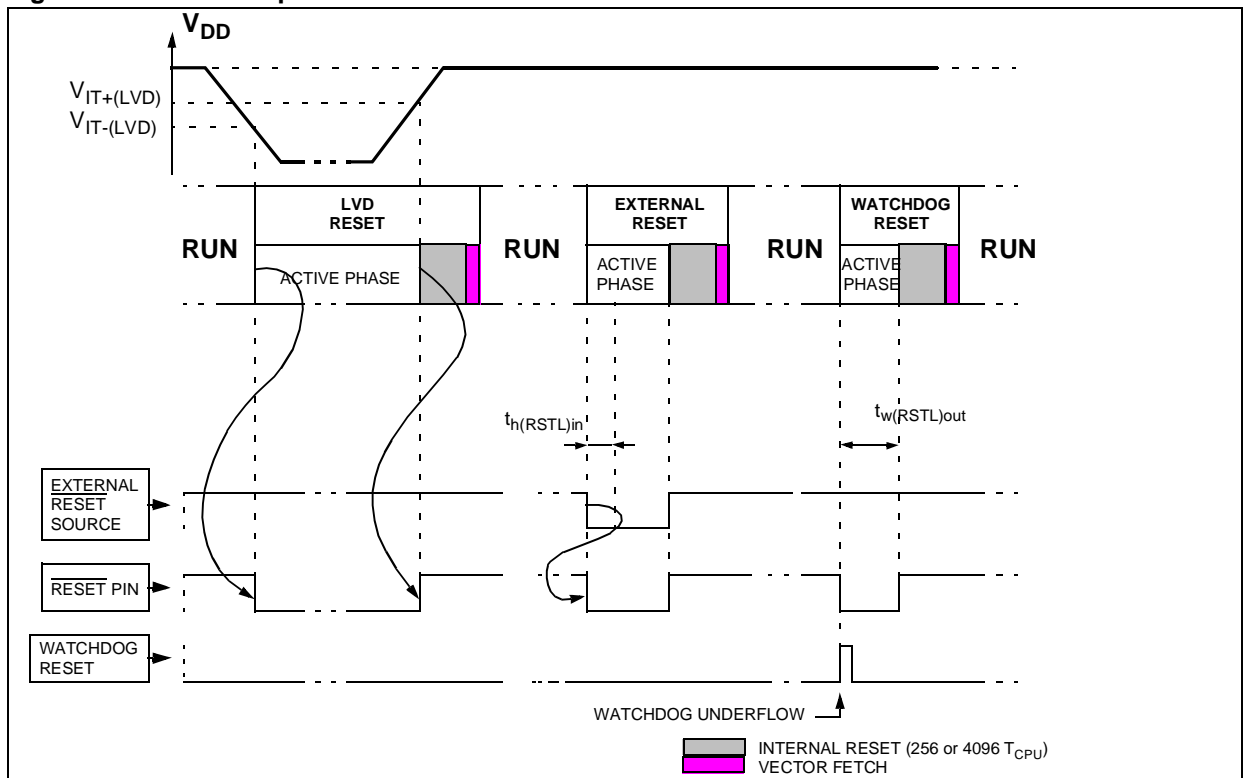 VDD
VIT+(LVD)
VIT-(LVD)
LVD
RESET
EXTERNAL
RESET
WATCHDOG
RESET
RUN
RUN
RUN
RUN
ACTIVE PHASE
ACTIVE
PHASE
ACTIVE
PHASE
th(RSTL)in
tw(RSTL)out
EXTERNAL
RESET
SOURCE
RESET PIN
WATCHDOG
RESET
WATCHDOG UNDERFLOW
INTERNAL RESET (256 or 4096 TCPU)
VECTOR FETCH